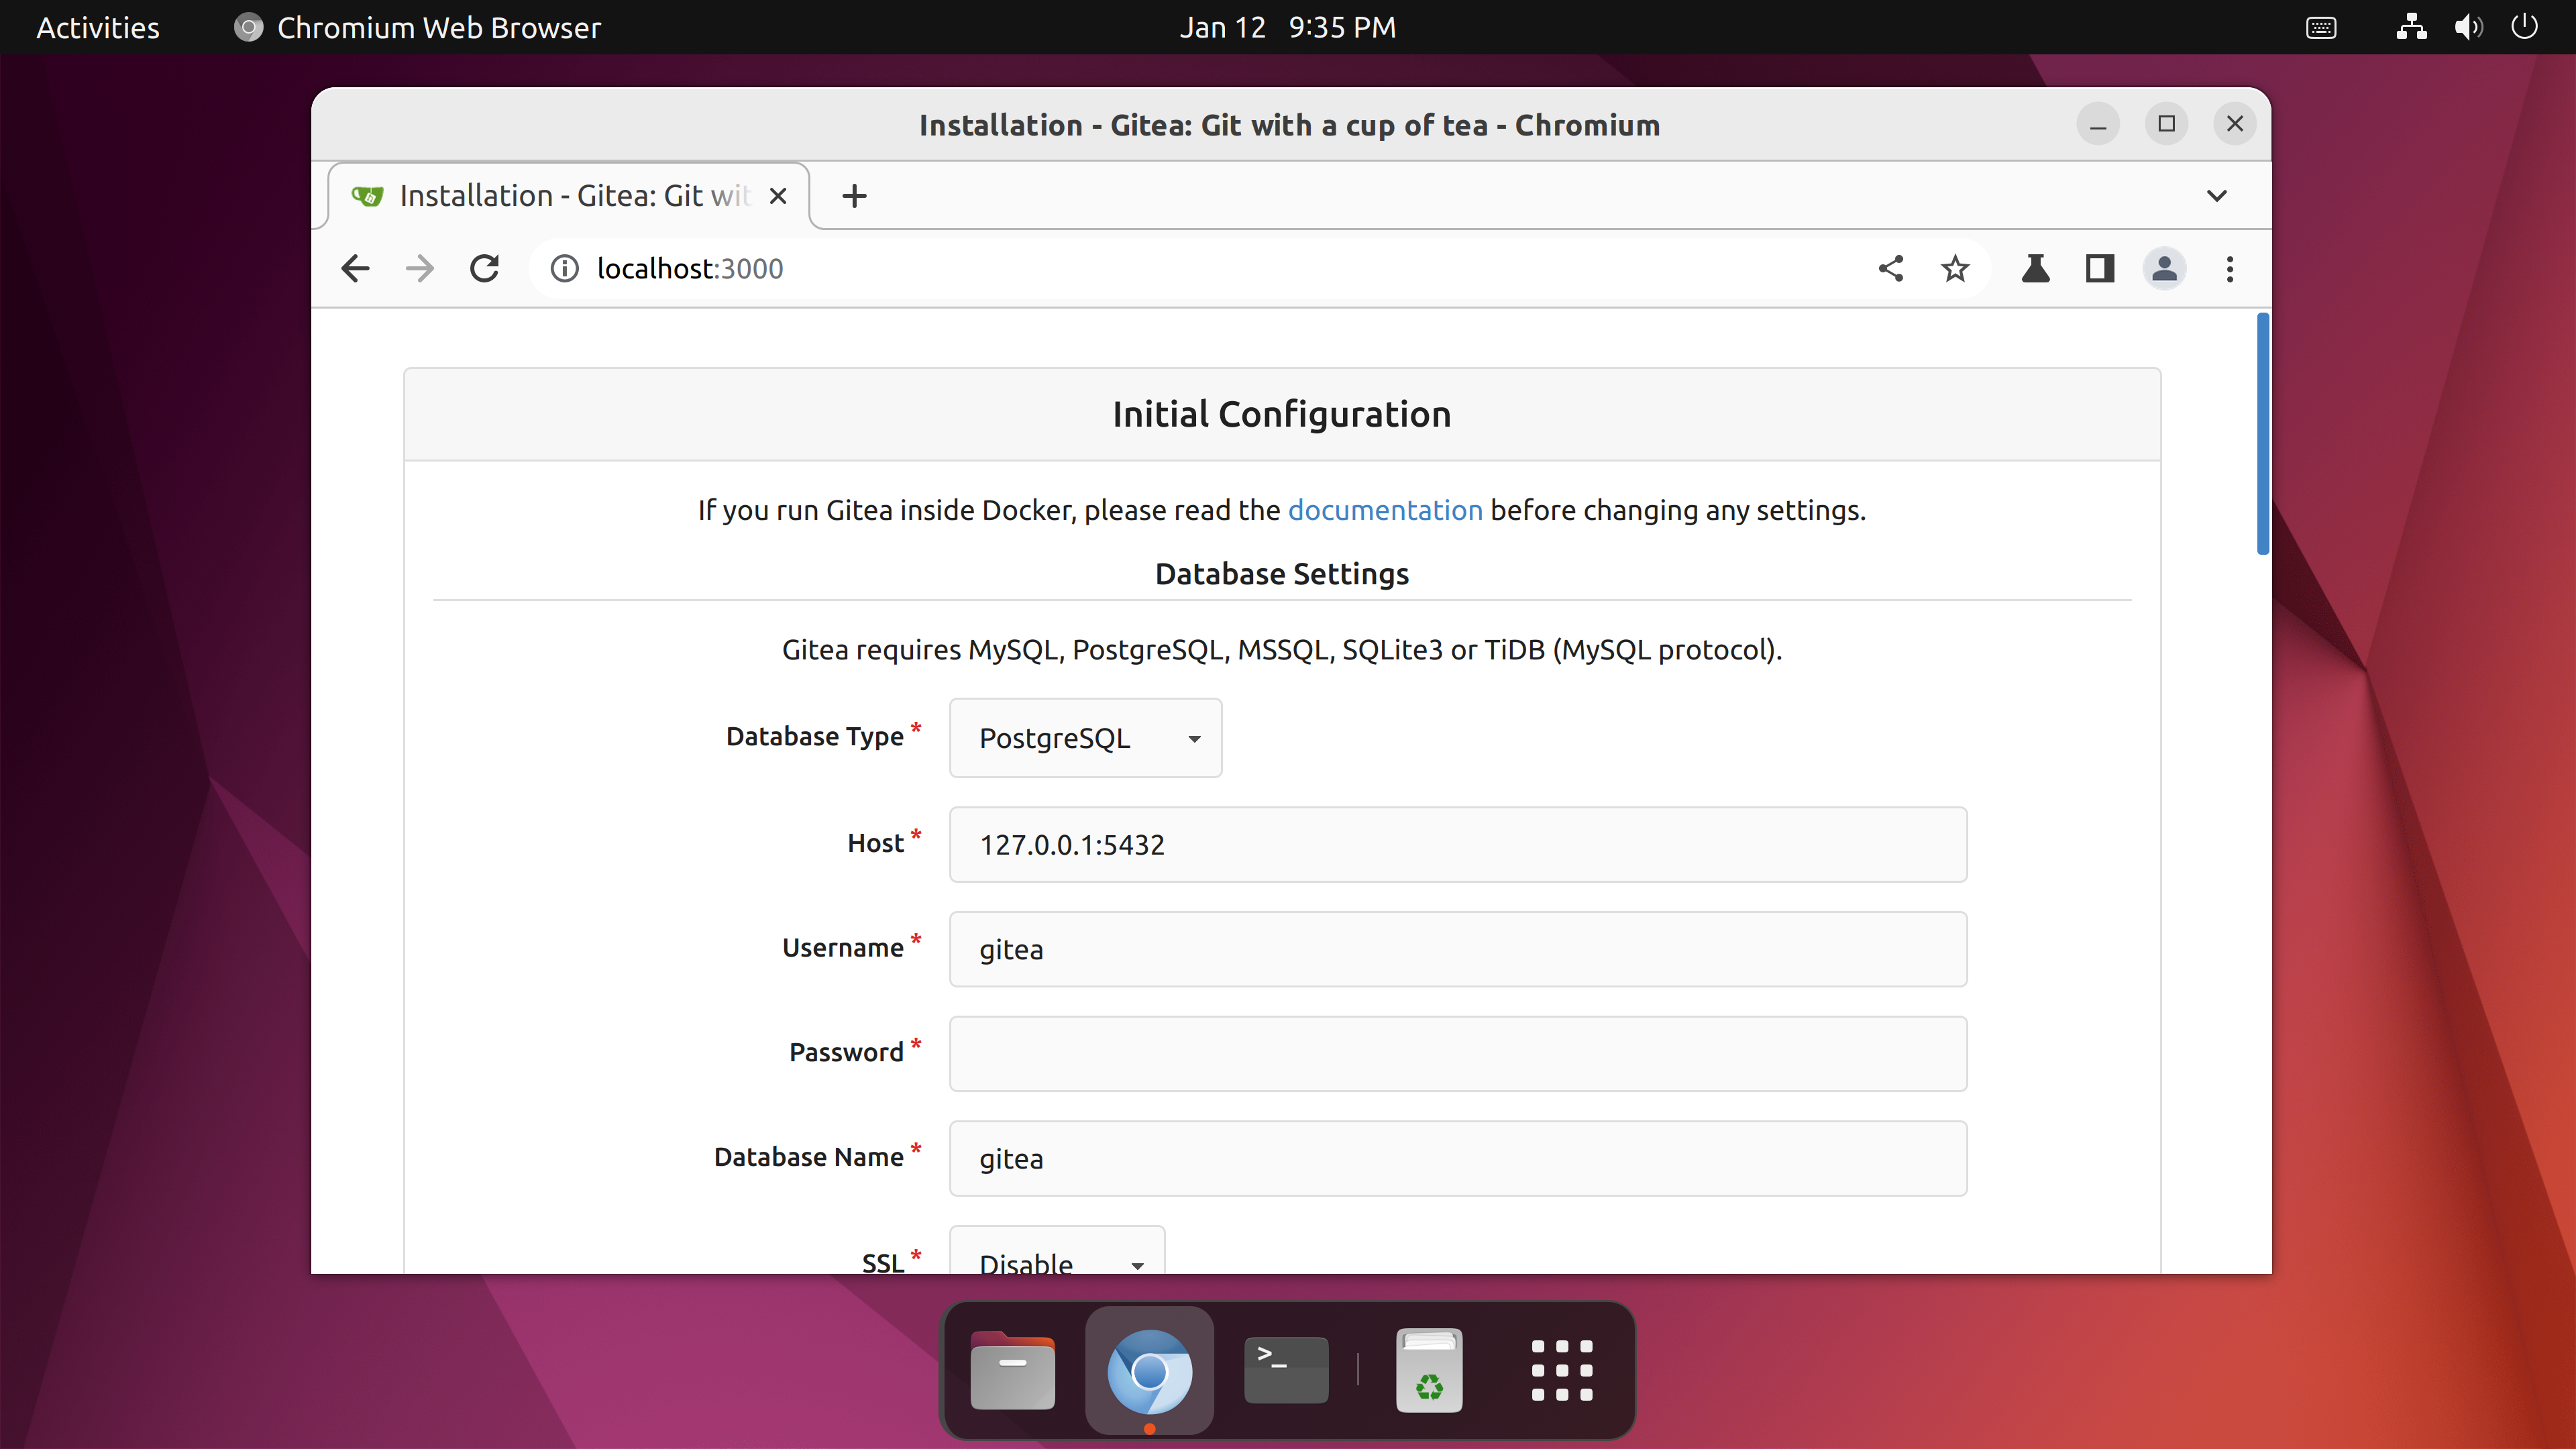 Activities Chromium Web Browser Jan 12 9:35 PM
Installation - Gitea: Git with a cup of tea - Chromium
Installation - Gitea: Git wit
localhost:3000
Initial Configuration
If you run Gitea inside Docker, please read the documentation before changing any settings.
Database Settings
Gitea requires MySQL, PostgreSQL, MSSQL, SQLite3 or TiDB (MySQL protocol).
Database Type * PostgreSQL
Host * 127.0.0.1:5432
Username * gitea
Password *
Database Name * gitea
SSL * Disable
>_